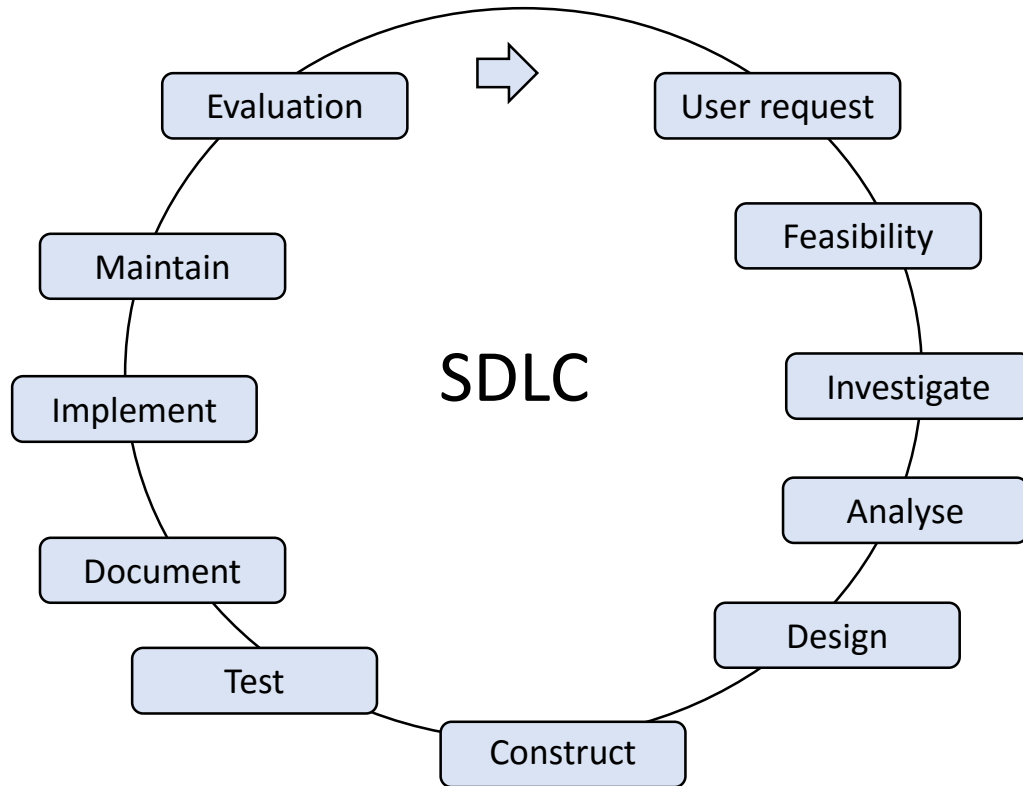 Evaluation
User request
Feasibility
Maintain
SDLC
Investigate
Implement
Analyse
Document
Design
Test
Construct